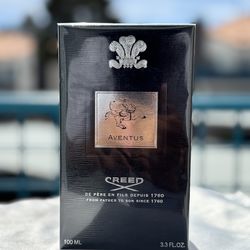 AVENTUS
CREED
DE PÈRE EN FILS DEPUIS 1760
FROM FATHER TO SON SINCE 1760
100 ML 3.3 FL.OZ.